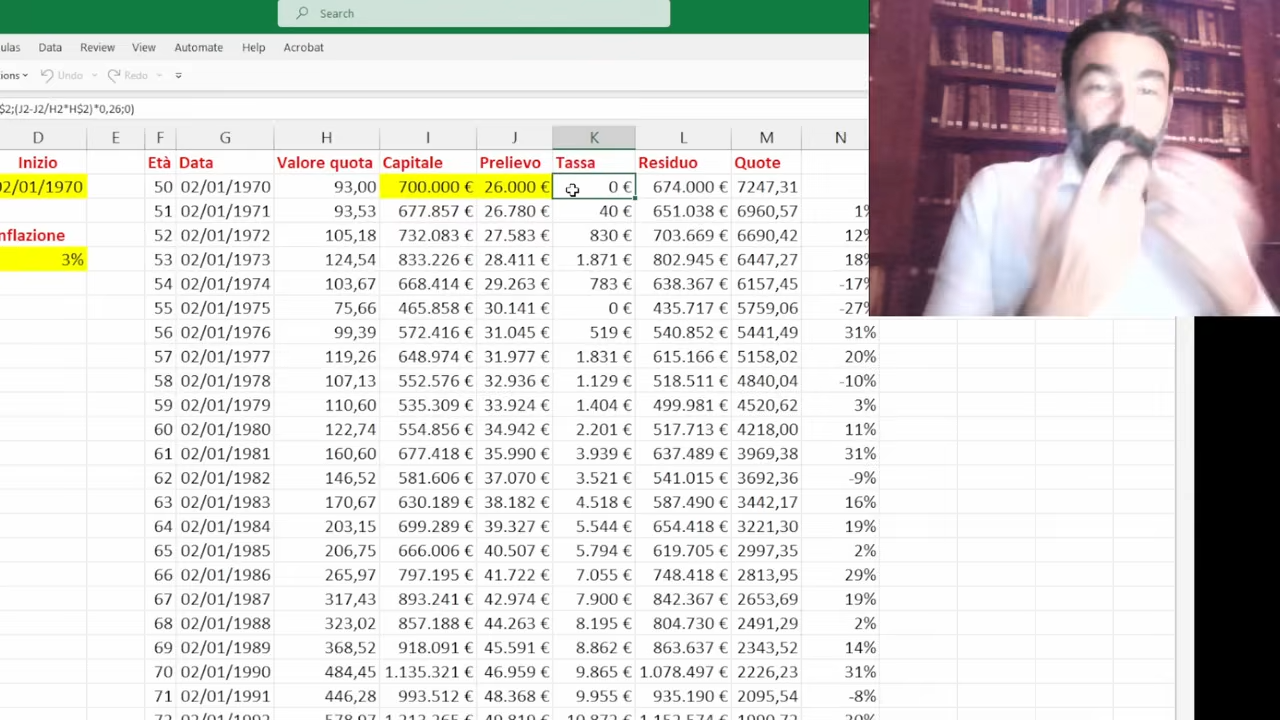 Search
ulas Data Review View Automate Help Acrobat
ions Undo Redo
$2;(J2-J2/H2*H$2)*0,26;0)
D E F G H I J K L M N
Inizio Età Data Valore quota Capitale Prelievo Tassa Residuo Quote
02/01/1970 50 02/01/1970 93,00 700.000 € 26.000 € 0 € 674.000 € 7247,31
51 02/01/1971 93,53 677.857 € 26.780 € 40 € 651.038 € 6960,57 1%
nflazione 52 02/01/1972 105,18 732.083 € 27.583 € 830 € 703.669 € 6690,42 12%
3% 53 02/01/1973 124,54 833.226 € 28.411 € 1.871 € 802.945 € 6447,27 18%
54 02/01/1974 103,67 668.414 € 29.263 € 783 € 638.367 € 6157,45 -17%
55 02/01/1975 75,66 465.858 € 30.141 € 0 € 435.717 € 5759,06 -27%
56 02/01/1976 99,39 572.416 € 31.045 € 519 € 540.852 € 5441,49 31%
57 02/01/1977 119,26 648.974 € 31.977 € 1.831 € 615.166 € 5158,02 20%
58 02/01/1978 107,13 552.576 € 32.936 € 1.129 € 518.511 € 4840,04 -10%
59 02/01/1979 110,60 535.309 € 33.924 € 1.404 € 499.981 € 4520,62 3%
60 02/01/1980 122,74 554.856 € 34.942 € 2.201 € 517.713 € 4218,00 11%
61 02/01/1981 160,60 677.418 € 35.990 € 3.939 € 637.489 € 3969,38 31%
62 02/01/1982 146,52 581.606 € 37.070 € 3.521 € 541.015 € 3692,36 -9%
63 02/01/1983 170,67 630.189 € 38.182 € 4.518 € 587.490 € 3442,17 16%
64 02/01/1984 203,15 699.289 € 39.327 € 5.544 € 654.418 € 3221,30 19%
65 02/01/1985 206,75 666.006 € 40.507 € 5.794 € 619.705 € 2997,35 2%
66 02/01/1986 265,97 797.195 € 41.722 € 7.055 € 748.418 € 2813,95 29%
67 02/01/1987 317,43 893.241 € 42.974 € 7.900 € 842.367 € 2653,69 19%
68 02/01/1988 323,02 857.188 € 44.263 € 8.195 € 804.730 € 2491,29 2%
69 02/01/1989 368,52 918.091 € 45.591 € 8.862 € 863.637 € 2343,52 14%
70 02/01/1990 484,45 1.135.321 € 46.959 € 9.865 € 1.078.497 € 2226,23 31%
71 02/01/1991 446,28 993.512 € 48.368 € 9.955 € 935.190 € 2095,54 -8%